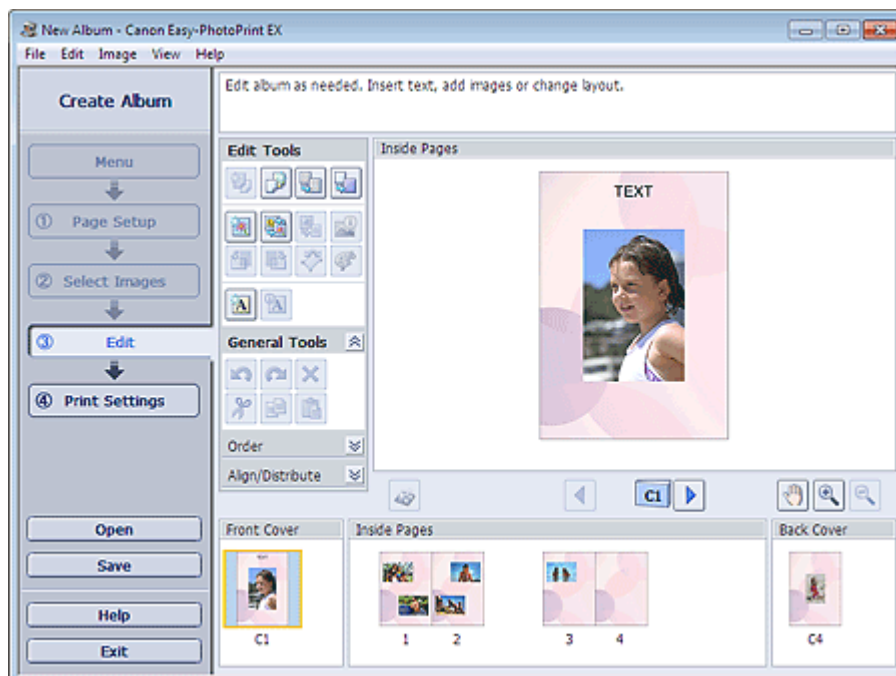 New Album - Canon Easy-PhotoPrint EX
File Edit Image View Help
Create Album
Edit album as needed. Insert text, add images or change layout.
Menu
① Page Setup
② Select Images
③ Edit
④ Print Settings
Open
Save
Help
Exit
Edit Tools
General Tools
Order
Align/Distribute
Inside Pages
TEXT
C1
Front Cover
C1
Inside Pages
1 2 3 4
Back Cover
C4